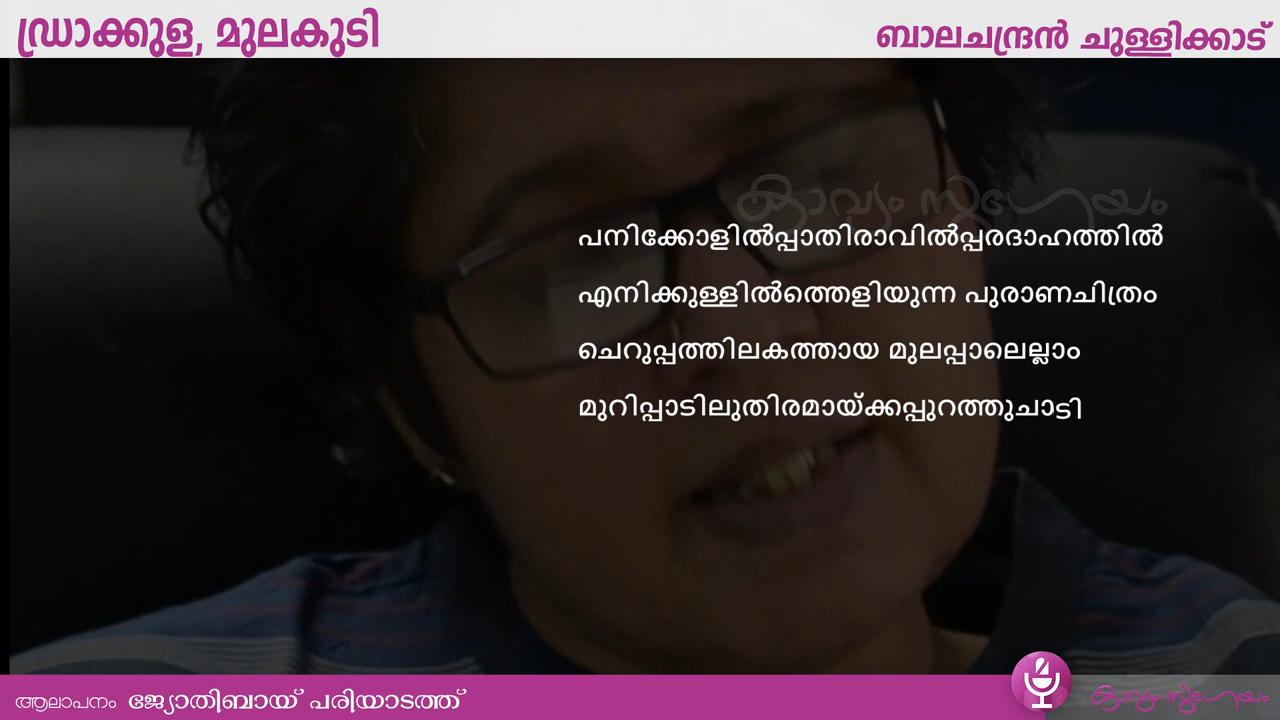 ഡ്രാക്കുള, മുലകുടി
ബാലചന്ദ്രൻ ചുള്ളിക്കാട്
കാവ്യം സുഗേയം
പനിക്കോളിൽപ്പാതിരാവിൽപ്പരദാഹത്തിൽ
എനിക്കുള്ളിൽത്തെളിയുന്ന പുരാണചിത്രം
ചെറുപ്പത്തിലകത്തായ മുലപ്പാലെല്ലാം
മുറിപ്പാടിലുതിരമായ്ക്കപ്പുറത്തുചാടി
ആലാപനം ജ്യോതിബായ് പരിയാടത്ത്
കാവ്യം സുഗേയം